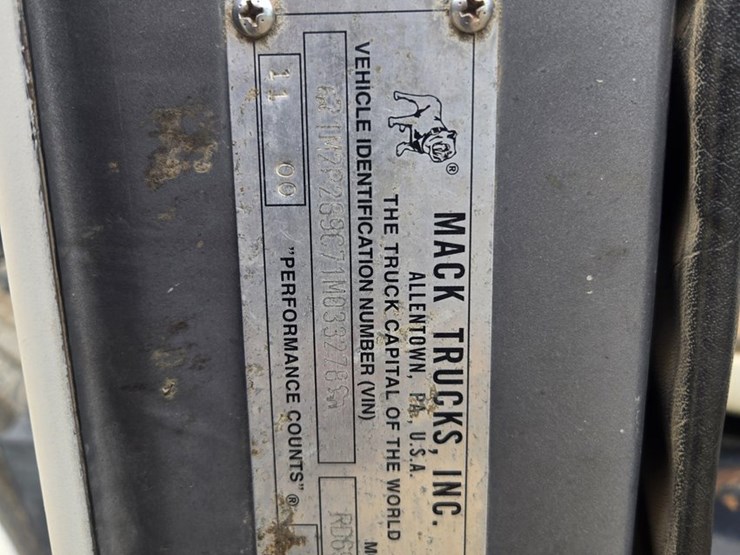 ®
MACK TRUCKS, INC.
ALLENTOWN, PA, U.S.A.
THE TRUCK CAPITAL OF THE WORLD
VEHICLE IDENTIFICATION NUMBER (VIN)
RD6
11 00 "PERFORMANCE COUNTS" ®